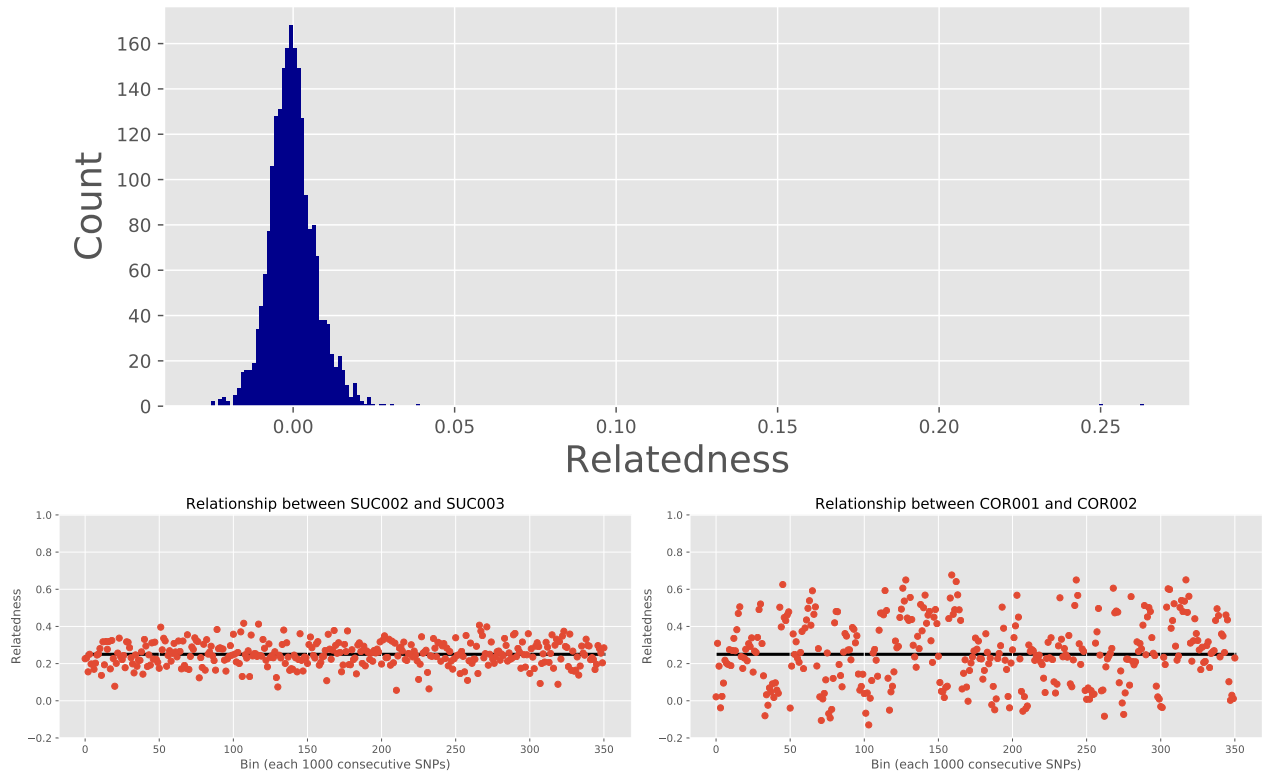 160
140
120
100
80
60
40
20
0
Count
0.00 0.05 0.10 0.15 0.20 0.25
Relatedness
Relationship between SUC002 and SUC003
1.0
0.8
0.6
0.4
0.2
0.0
−0.2
Relatedness
0 50 100 150 200 250 300 350
Bin (each 1000 consecutive SNPs)
Relationship between COR001 and COR002
1.0
0.8
0.6
0.4
0.2
0.0
−0.2
Relatedness
0 50 100 150 200 250 300 350
Bin (each 1000 consecutive SNPs)